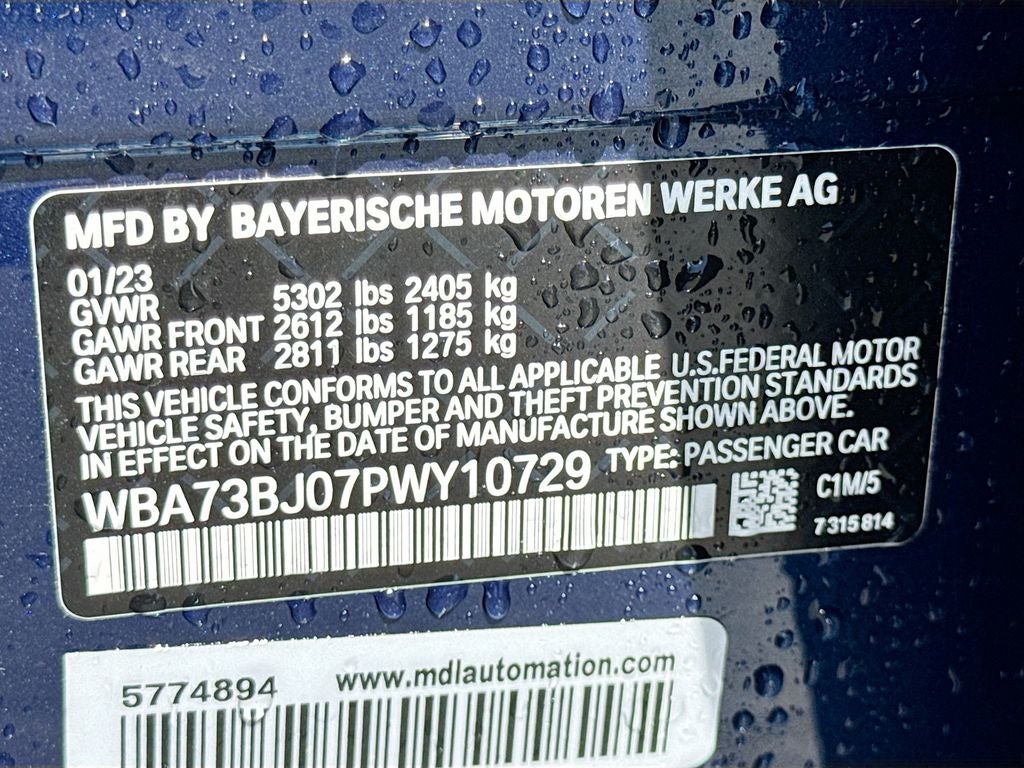 MFD BY BAYERISCHE MOTOREN WERKE AG
01/23
GVWR 5302 lbs 2405 kg
GAWR FRONT 2612 lbs 1185 kg
GAWR REAR 2811 lbs 1275 kg
THIS VEHICLE CONFORMS TO ALL APPLICABLE U.S.FEDERAL MOTOR
VEHICLE SAFETY, BUMPER AND THEFT PREVENTION STANDARDS
IN EFFECT ON THE DATE OF MANUFACTURE SHOWN ABOVE.
WBA73BJ07PWY10729 TYPE: PASSENGER CAR
C1M/5
7315814
5774894 www.mdlautomation.com